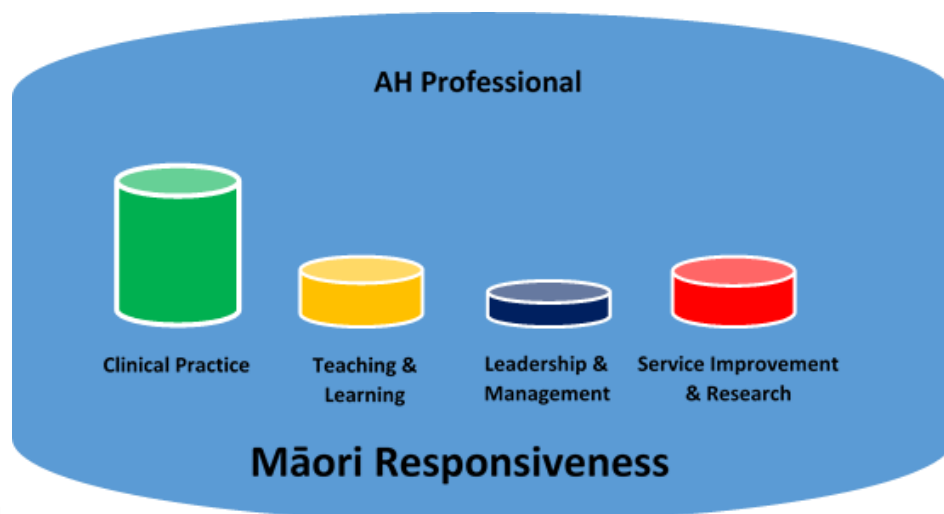 AH Professional
Clinical Practice
Teaching &
Learning
Leadership &
Management
Service Improvement
& Research
Māori Responsiveness